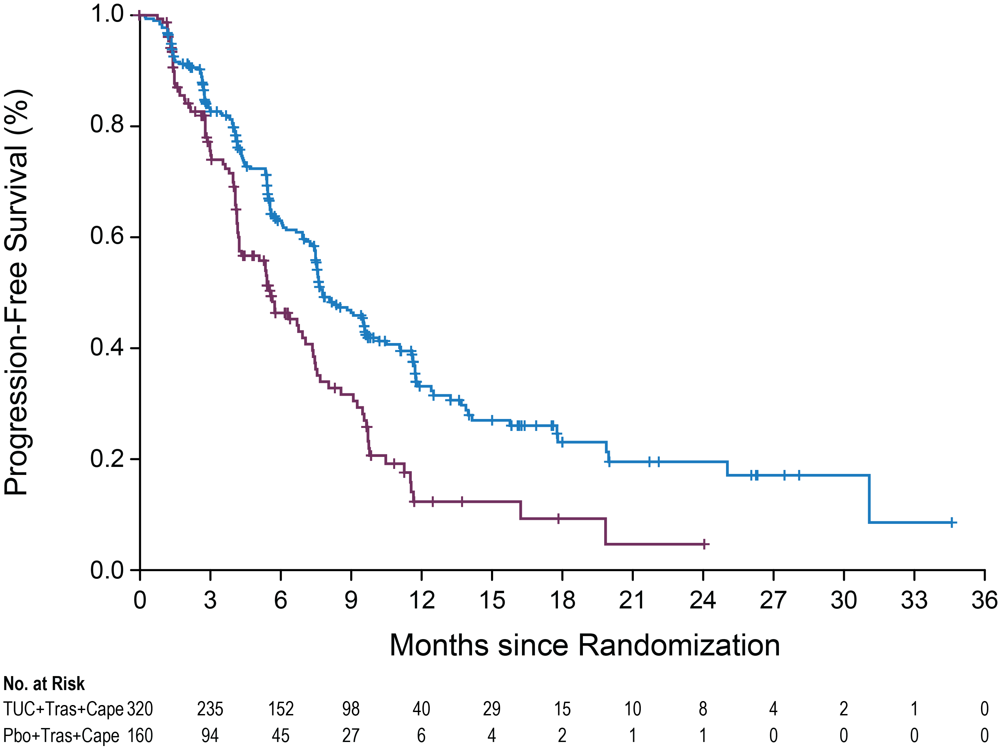 Progression-Free Survival (%)
1.0
0.8
0.6
0.4
0.2
0.0
0 3 6 9 12 15 18 21 24 27 30 33 36
Months since Randomization
No. at Risk
TUC+Tras+Cape 320 235 152 98 40 29 15 10 8 4 2 1 0
Pbo+Tras+Cape 160 94 45 27 6 4 2 1 1 0 0 0 0